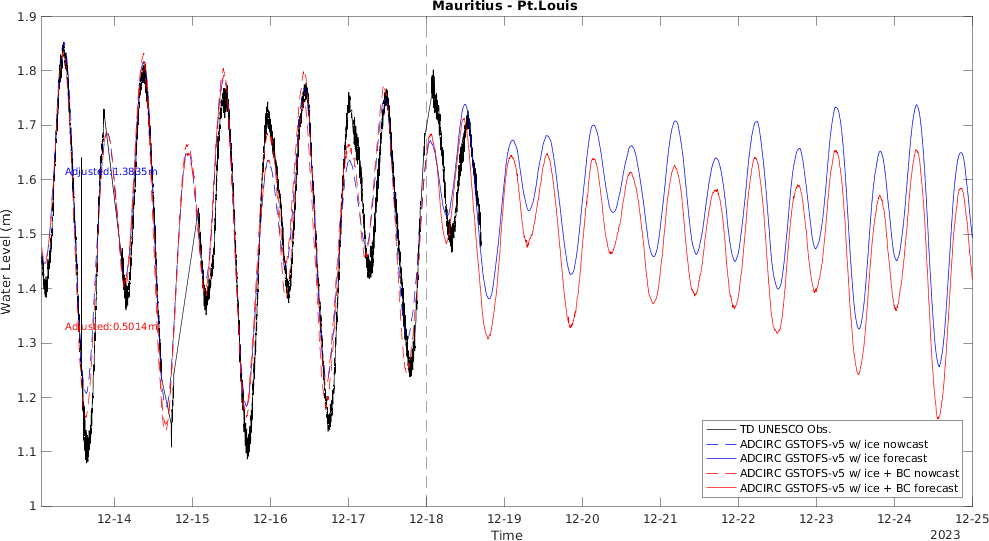 Mauritius - Pt.Louis
1.9
1.8
1.7
1.6
1.5
1.4
1.3
1.2
1.1
1
Water Level (m)
Adjusted:1.3835m
Adjusted:0.5014m
TD UNESCO Obs.
ADCIRC GSTOFS-v5 w/ ice nowcast
ADCIRC GSTOFS-v5 w/ ice forecast
ADCIRC GSTOFS-v5 w/ ice + BC nowcast
ADCIRC GSTOFS-v5 w/ ice + BC forecast
12-14 12-15 12-16 12-17 12-18 12-19 12-20 12-21 12-22 12-23 12-24 12-25
Time
2023